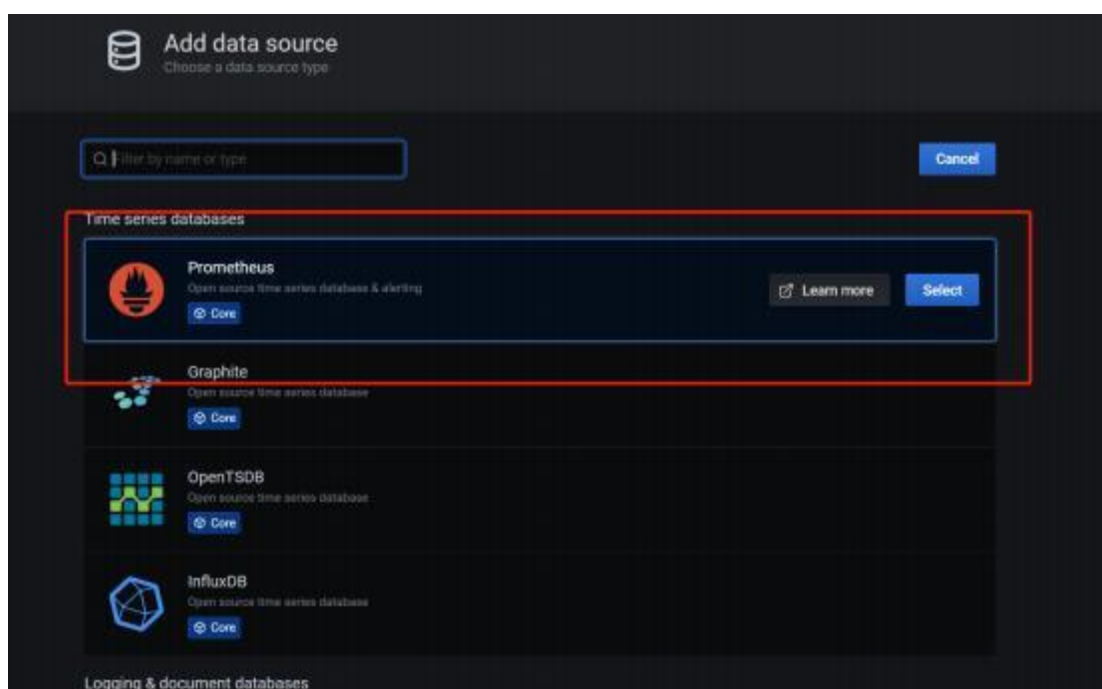 Add data source
Choose a data source type
Filter by name or type
Cancel
Time series databases
Prometheus
Open source time series database & alerting
Core
Learn more
Select
Graphite
Open source time series database
Core
OpenTSDB
Open source time series database
Core
InfluxDB
Open source time series database
Core
Logging & document databases